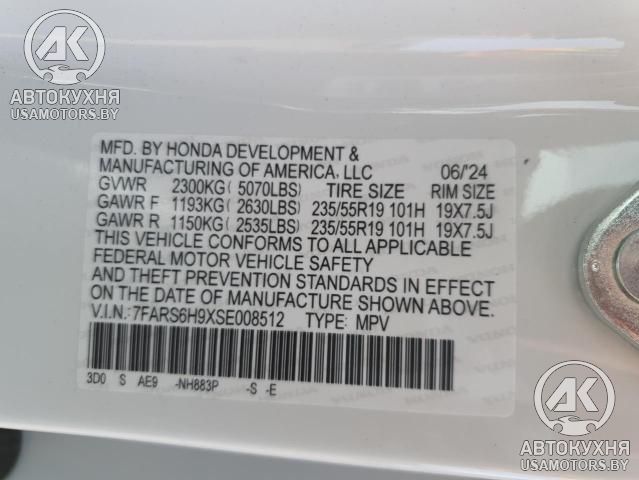 AK
АВТОКУХНЯ
USAMOTORS.BY
MFD. BY HONDA DEVELOPMENT &
MANUFACTURING OF AMERICA, LLC 06/'24
GVWR 2300KG( 5070LBS) TIRE SIZE RIM SIZE
GAWR F 1193KG( 2630LBS) 235/55R19 101H 19X7.5J
GAWR R 1150KG( 2535LBS) 235/55R19 101H 19X7.5J
THIS VEHICLE CONFORMS TO ALL APPLICABLE
FEDERAL MOTOR VEHICLE SAFETY
AND THEFT PREVENTION STANDARDS IN EFFECT
ON THE DATE OF MANUFACTURE SHOWN ABOVE.
V.I.N.:7FARS6H9XSE008512 TYPE: MPV
3D0 S AE9 -NH883P -S -E
AK
АВТОКУХНЯ
USAMOTORS.BY